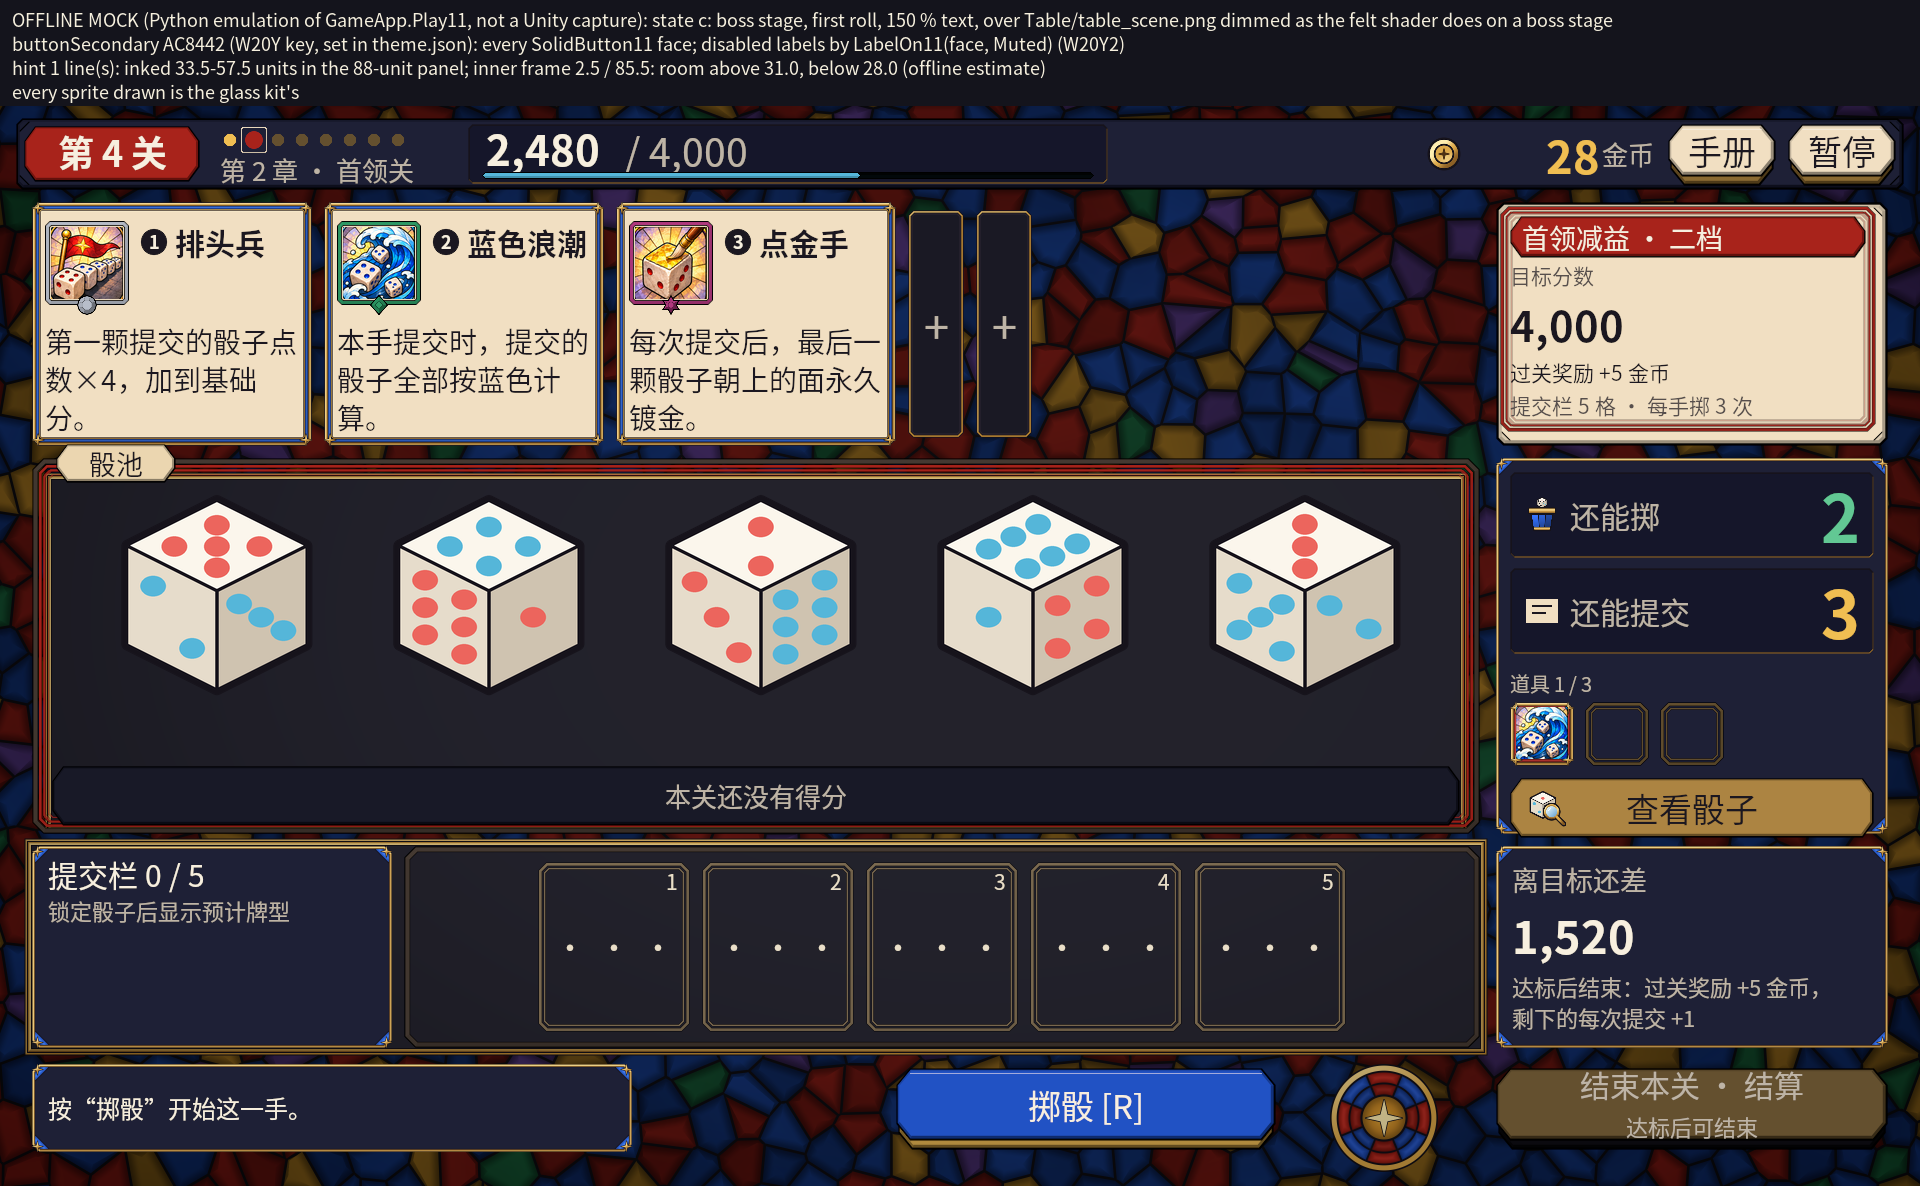 OFFLINE MOCK (Python emulation of GameApp.Play11, not a Unity capture): state c: boss stage, first roll, 150 % text, over Table/table_scene.png dimmed as the felt shader does on a boss stage
buttonSecondary AC8442 (W20Y key, set in theme.json): every SolidButton11 face; disabled labels by LabelOn11(face, Muted) (W20Y2)
hint 1 line(s): inked 33.5-57.5 units in the 88-unit panel; inner frame 2.5 / 85.5: room above 31.0, below 28.0 (offline estimate)
every sprite drawn is the glass kit's
第 4 关
第 2 章 · 首领关
2,480 / 4,000
28金币
手册
暂停
1 排头兵
第一颗提交的骰子点
数×4，加到基础
分。
2 蓝色浪潮
本手提交时，提交的
骰子全部按蓝色计
算。
3 点金手
每次提交后，最后一
颗骰子朝上的面永久
镀金。
+
+
首领减益 · 二档
目标分数
4,000
过关奖励 +5 金币
提交栏 5 格 · 每手掷 3 次
骰池
还能掷 2
还能提交 3
道具 1 / 3
查看骰子
本关还没有得分
提交栏 0 / 5
锁定骰子后显示预计牌型
1
2
3
4
5
离目标还差
1,520
达标后结束：过关奖励 +5 金币，
剩下的每次提交 +1
按“掷骰”开始这一手。
掷骰 [R]
结束本关 · 结算
达标后可结束